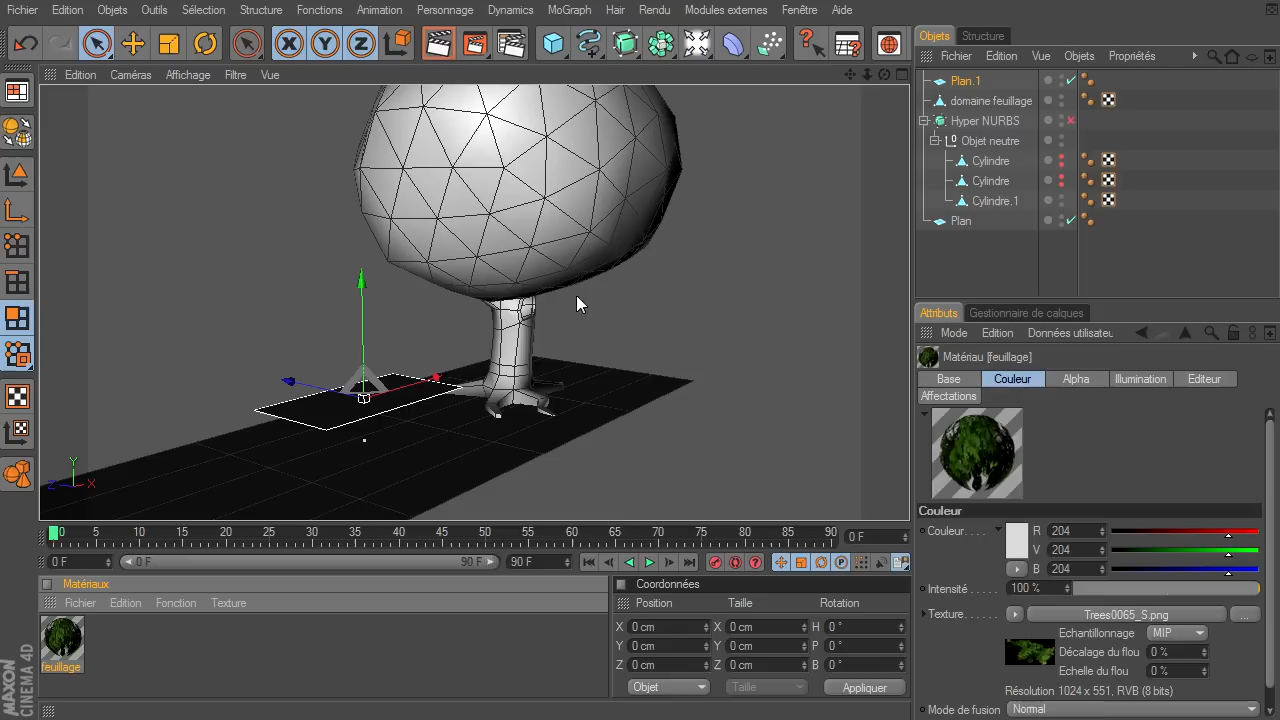 Fichier Edition Objets Outils Sélection Structure Fonctions Animation Personnage Dynamics MoGraph Hair Rendu Modules externes Fenêtre Aide
Objets Structure
Fichier Edition Vue Objets Propriétés
Edition Caméras Affichage Filtre Vue
Plan.1
domaine feuillage
Hyper NURBS
Objet neutre
Cylindre
Cylindre
Cylindre.1
Plan
Attributs Gestionnaire de calques
Mode Edition Données utilisateu
Matériau [feuillage]
Base Couleur Alpha Illumination Editeur
Affectations
Couleur
Couleur. . . . R 204
V 204
B 204
Intensité . . . . . 100 %
Texture. . . . . . Trees0065_S.png ...
Echantillonnage MIP
Décalage du flou 0 %
Echelle du flou 0 %
Résolution 1024 x 551, RVB (8 bits)
Mode de fusion Normal
Y
Z X
0 5 10 15 20 25 30 35 40 45 50 55 60 65 70 75 80 85 90 0 F
0 F 0 F 90 F 90 F
Matériaux
Fichier Edition Fonction Texture
feuillage
Coordonnées
Position Taille Rotation
X 0 cm X 0 cm H 0 °
Y 0 cm Y 0 cm P 0 °
Z 0 cm Z 0 cm B 0 °
Objet Taille Appliquer
MAXON
CINEMA 4D